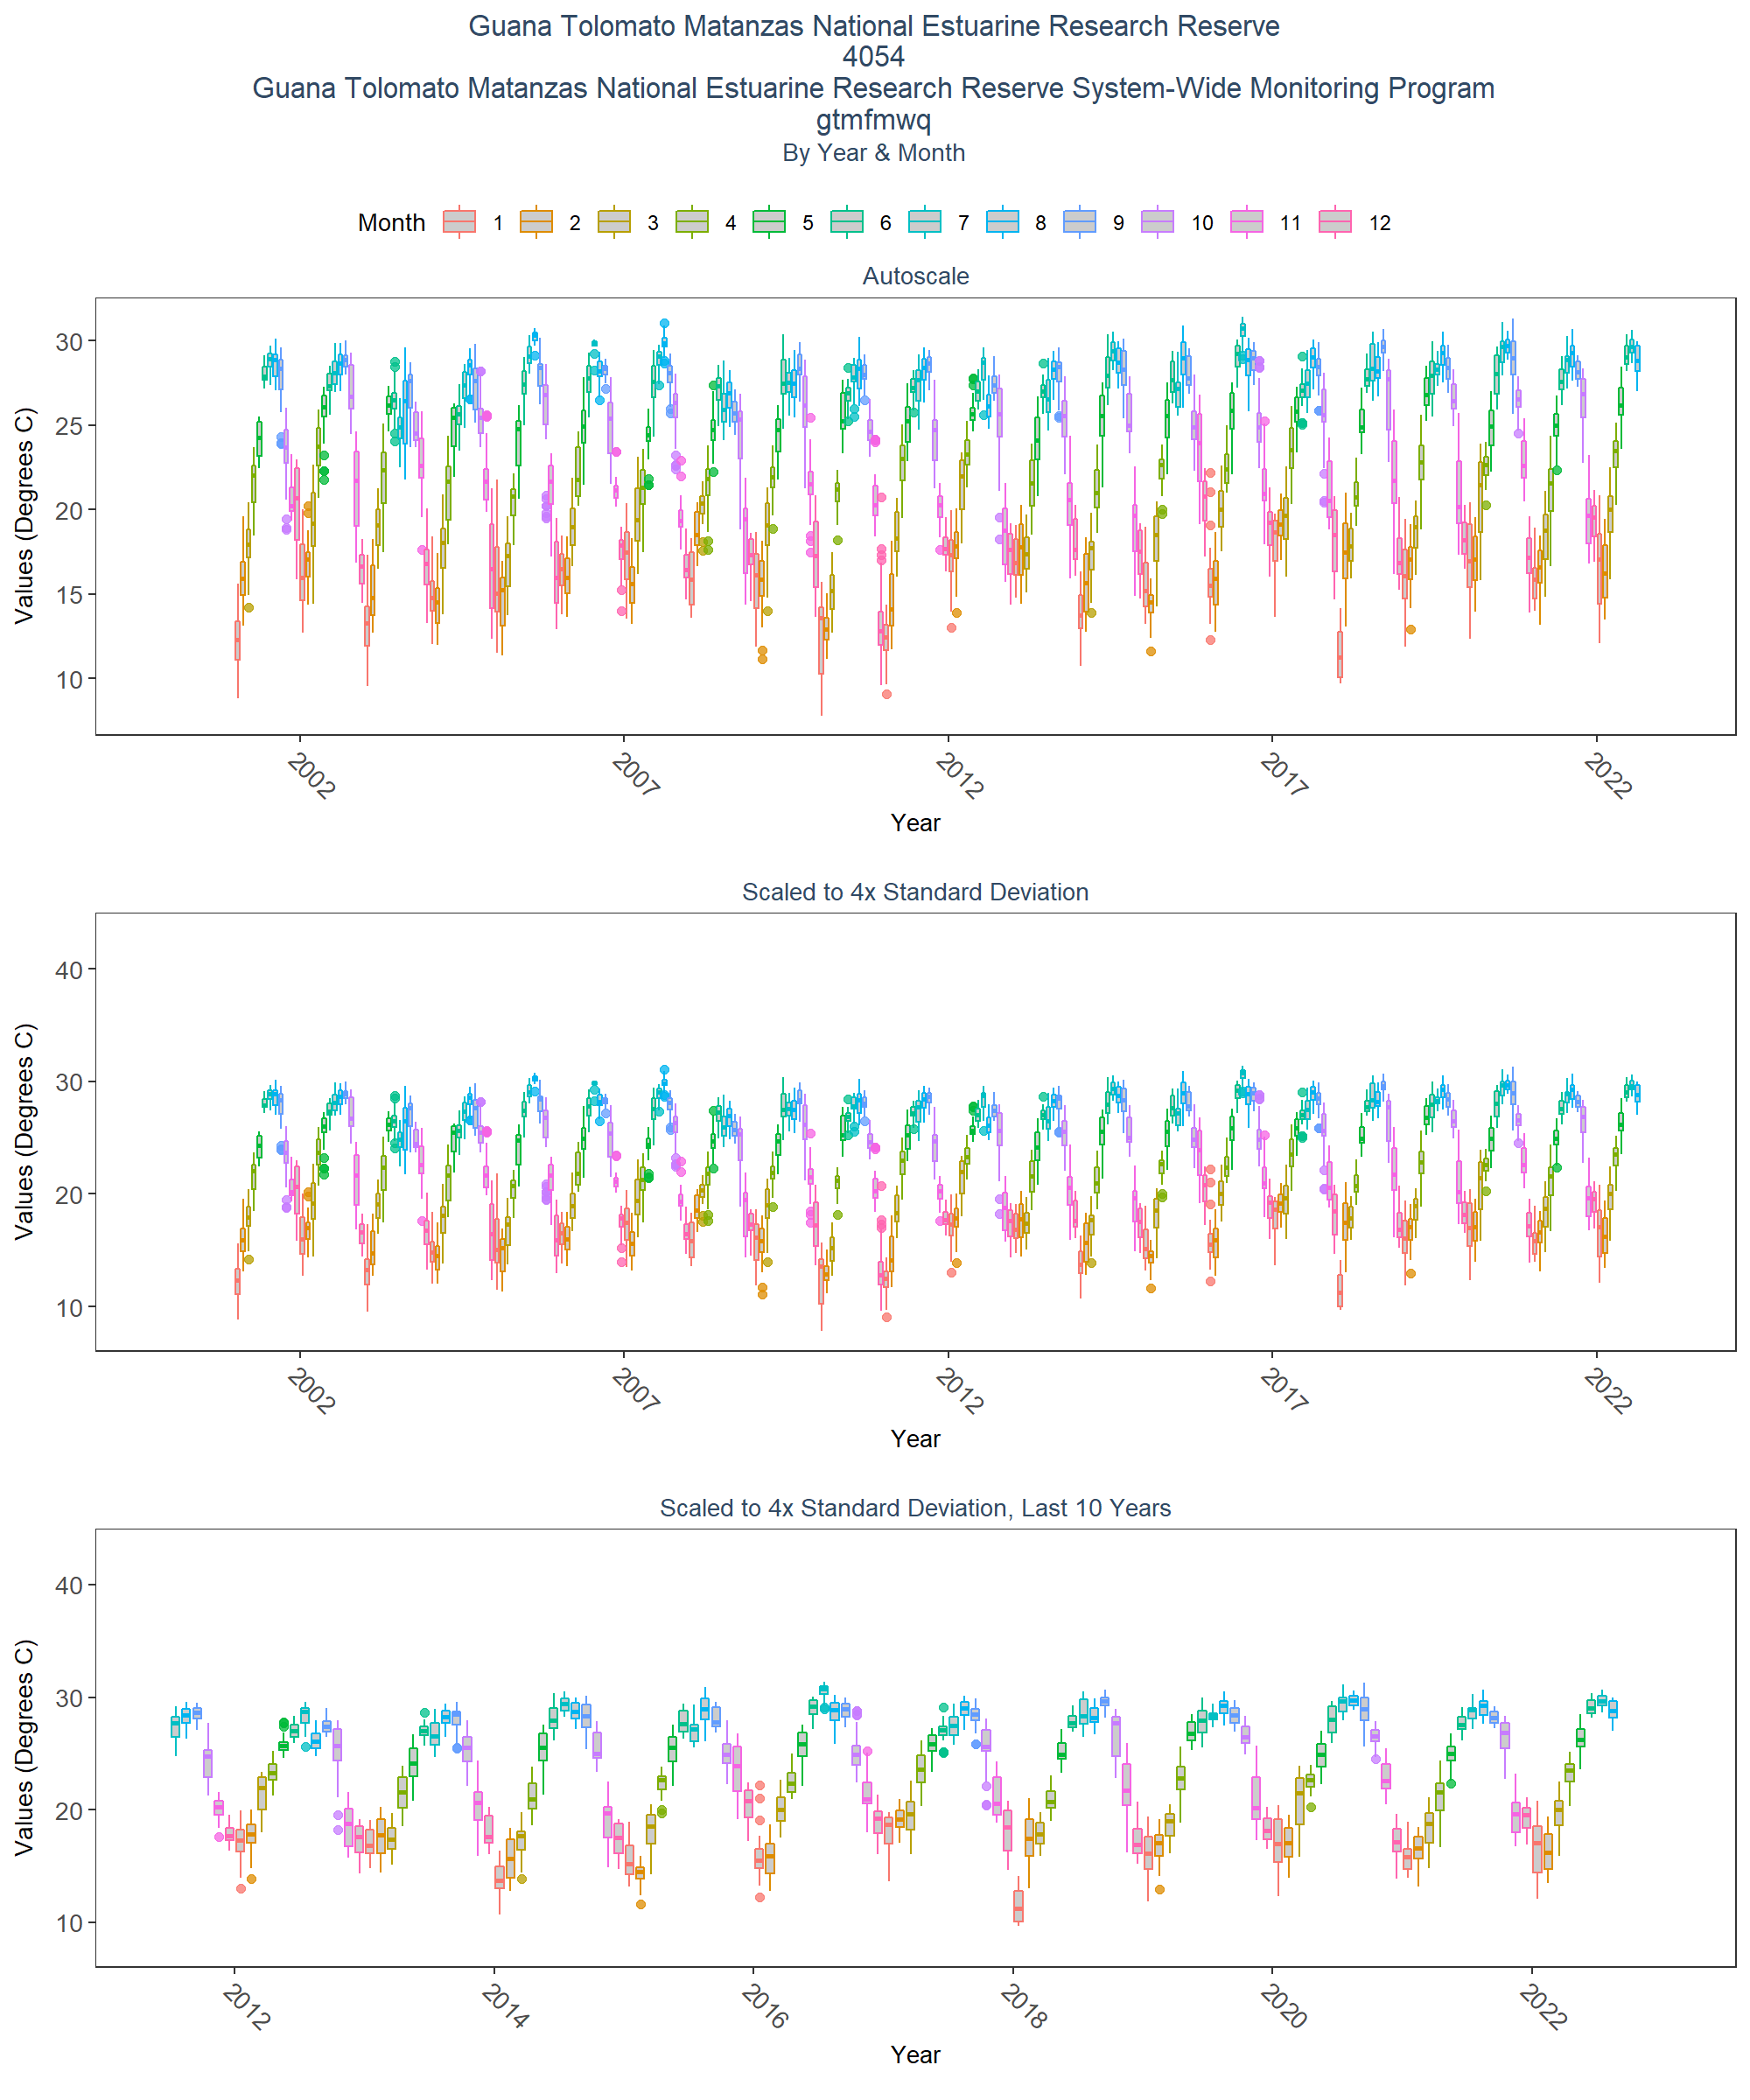 Guana Tolomato Matanzas National Estuarine Research Reserve
4054
Guana Tolomato Matanzas National Estuarine Research Reserve System-Wide Monitoring Program
gtmfmwq
By Year & Month
Month 1 2 3 4 5 6 7 8 9 10 11 12
Autoscale
Values (Degrees C)
30
25
20
15
10
2002 2007 2012 2017 2022
Year
Scaled to 4x Standard Deviation
Values (Degrees C)
40
30
20
10
2002 2007 2012 2017 2022
Year
Scaled to 4x Standard Deviation, Last 10 Years
Values (Degrees C)
40
30
20
10
2012 2014 2016 2018 2020 2022
Year